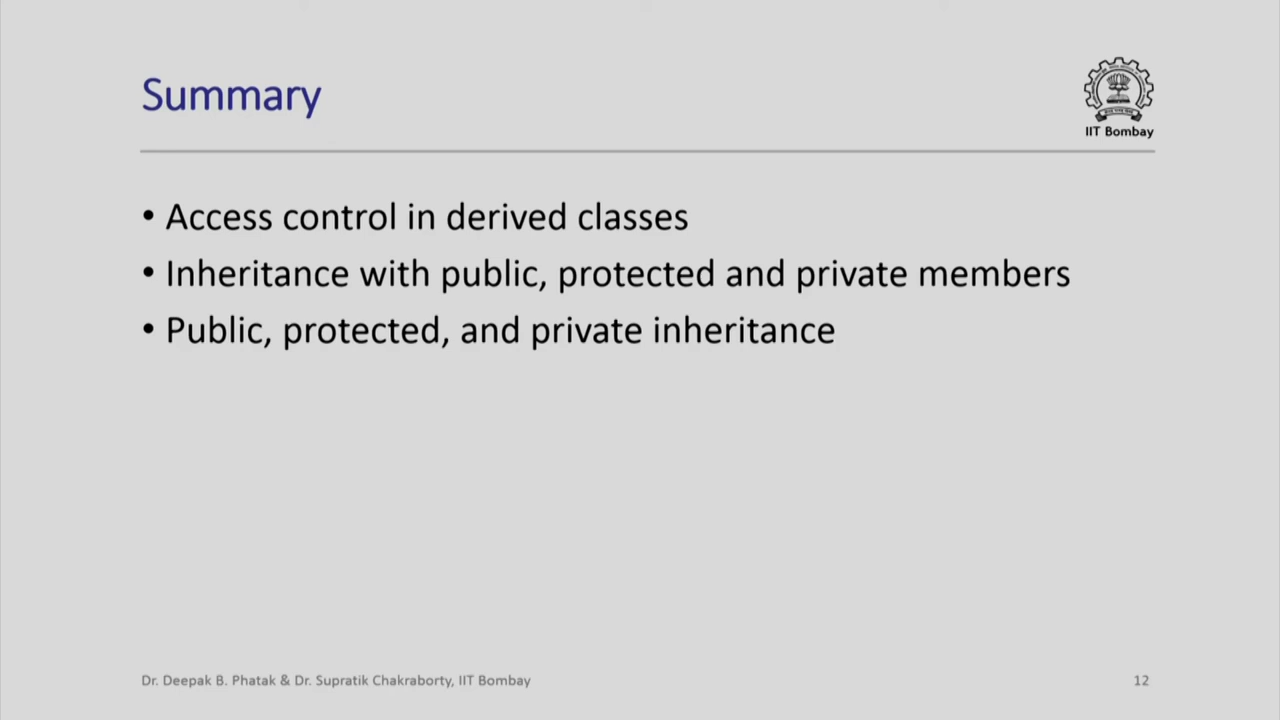 Summary
IIT Bombay
• Access control in derived classes
• Inheritance with public, protected and private members
• Public, protected, and private inheritance
Dr. Deepak B. Phatak & Dr. Supratik Chakraborty, IIT Bombay
12